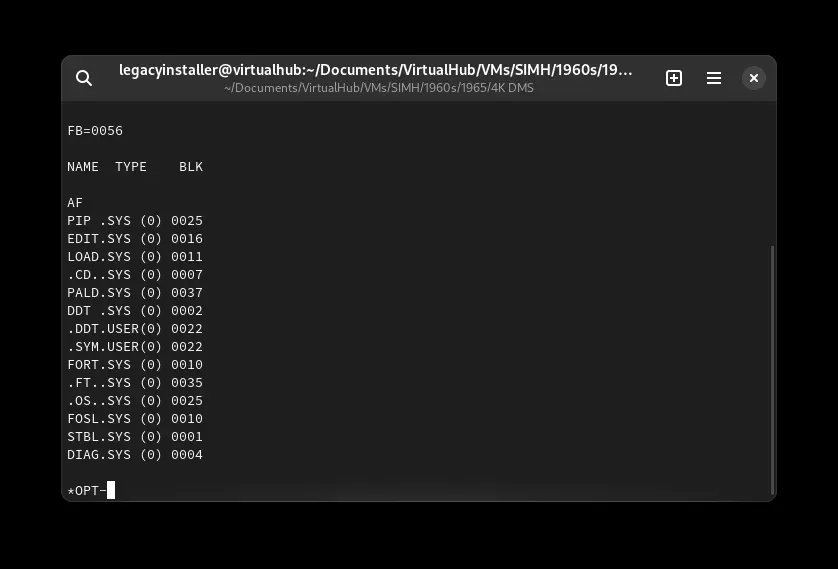 legacyinstaller@virtualhub:~/Documents/VirtualHub/VMs/SIMH/1960s/19...
~/Documents/VirtualHub/VMs/SIMH/1960s/1965/4K DMS
FB=0056
NAME  TYPE    BLK
AF
PIP .SYS (0) 0025
EDIT.SYS (0) 0016
LOAD.SYS (0) 0011
.CD..SYS (0) 0007
PALD.SYS (0) 0037
DDT .SYS (0) 0002
.DDT.USER(0) 0022
.SYM.USER(0) 0022
FORT.SYS (0) 0010
.FT..SYS (0) 0035
.OS..SYS (0) 0025
FOSL.SYS (0) 0010
STBL.SYS (0) 0001
DIAG.SYS (0) 0004
*OPT-